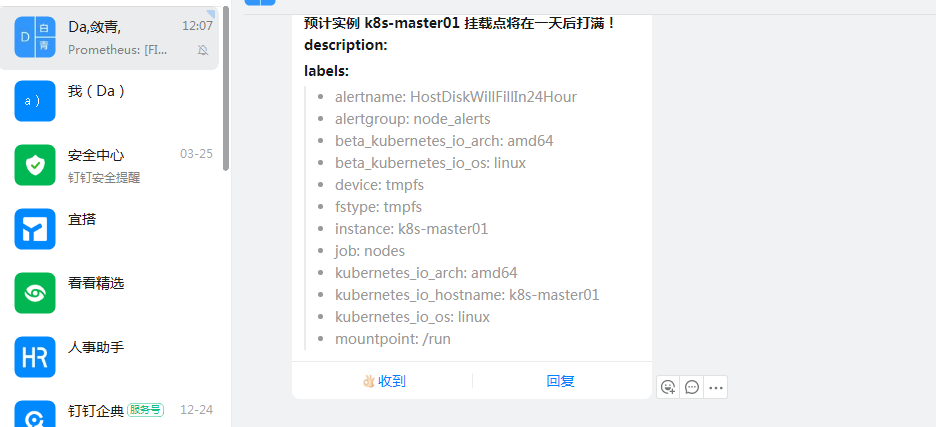 D
白
青
Da,敛青,
12:07
Prometheus: [FI...
a )
我（Da）
安全中心
03-25
钉钉安全提醒
宜搭
看看精选
HR
人事助手
钉钉企典
服务号
12-24
预计实例 k8s-master01 挂载点将在一天后打满！
description:
labels:
• alertname: HostDiskWillFillIn24Hour
• alertgroup: node_alerts
• beta_kubernetes_io_arch: amd64
• beta_kubernetes_io_os: linux
• device: tmpfs
• fstype: tmpfs
• instance: k8s-master01
• job: nodes
• kubernetes_io_arch: amd64
• kubernetes_io_hostname: k8s-master01
• kubernetes_io_os: linux
• mountpoint: /run
👌🏻收到
回复